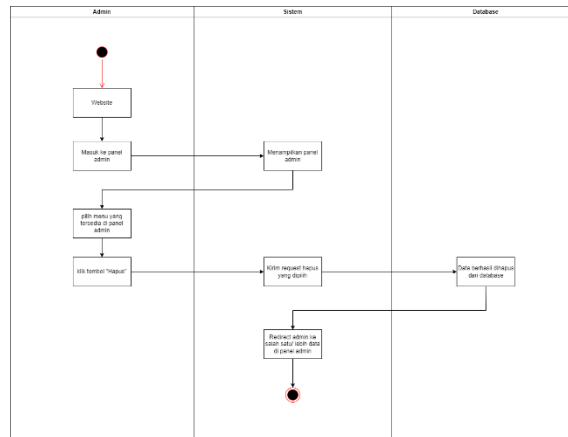 Admin
Sistem
Database
Website
Masuk ke panel
admin
Menampilkan panel
admin
pilih menu yang
tersedia di panel
admin
klik tombol "Hapus"
Kirim request hapus
yang dipilih
Data berhasil dihapus
dari database
Redirect admin ke
salah satu/ lebih data
di panel admin